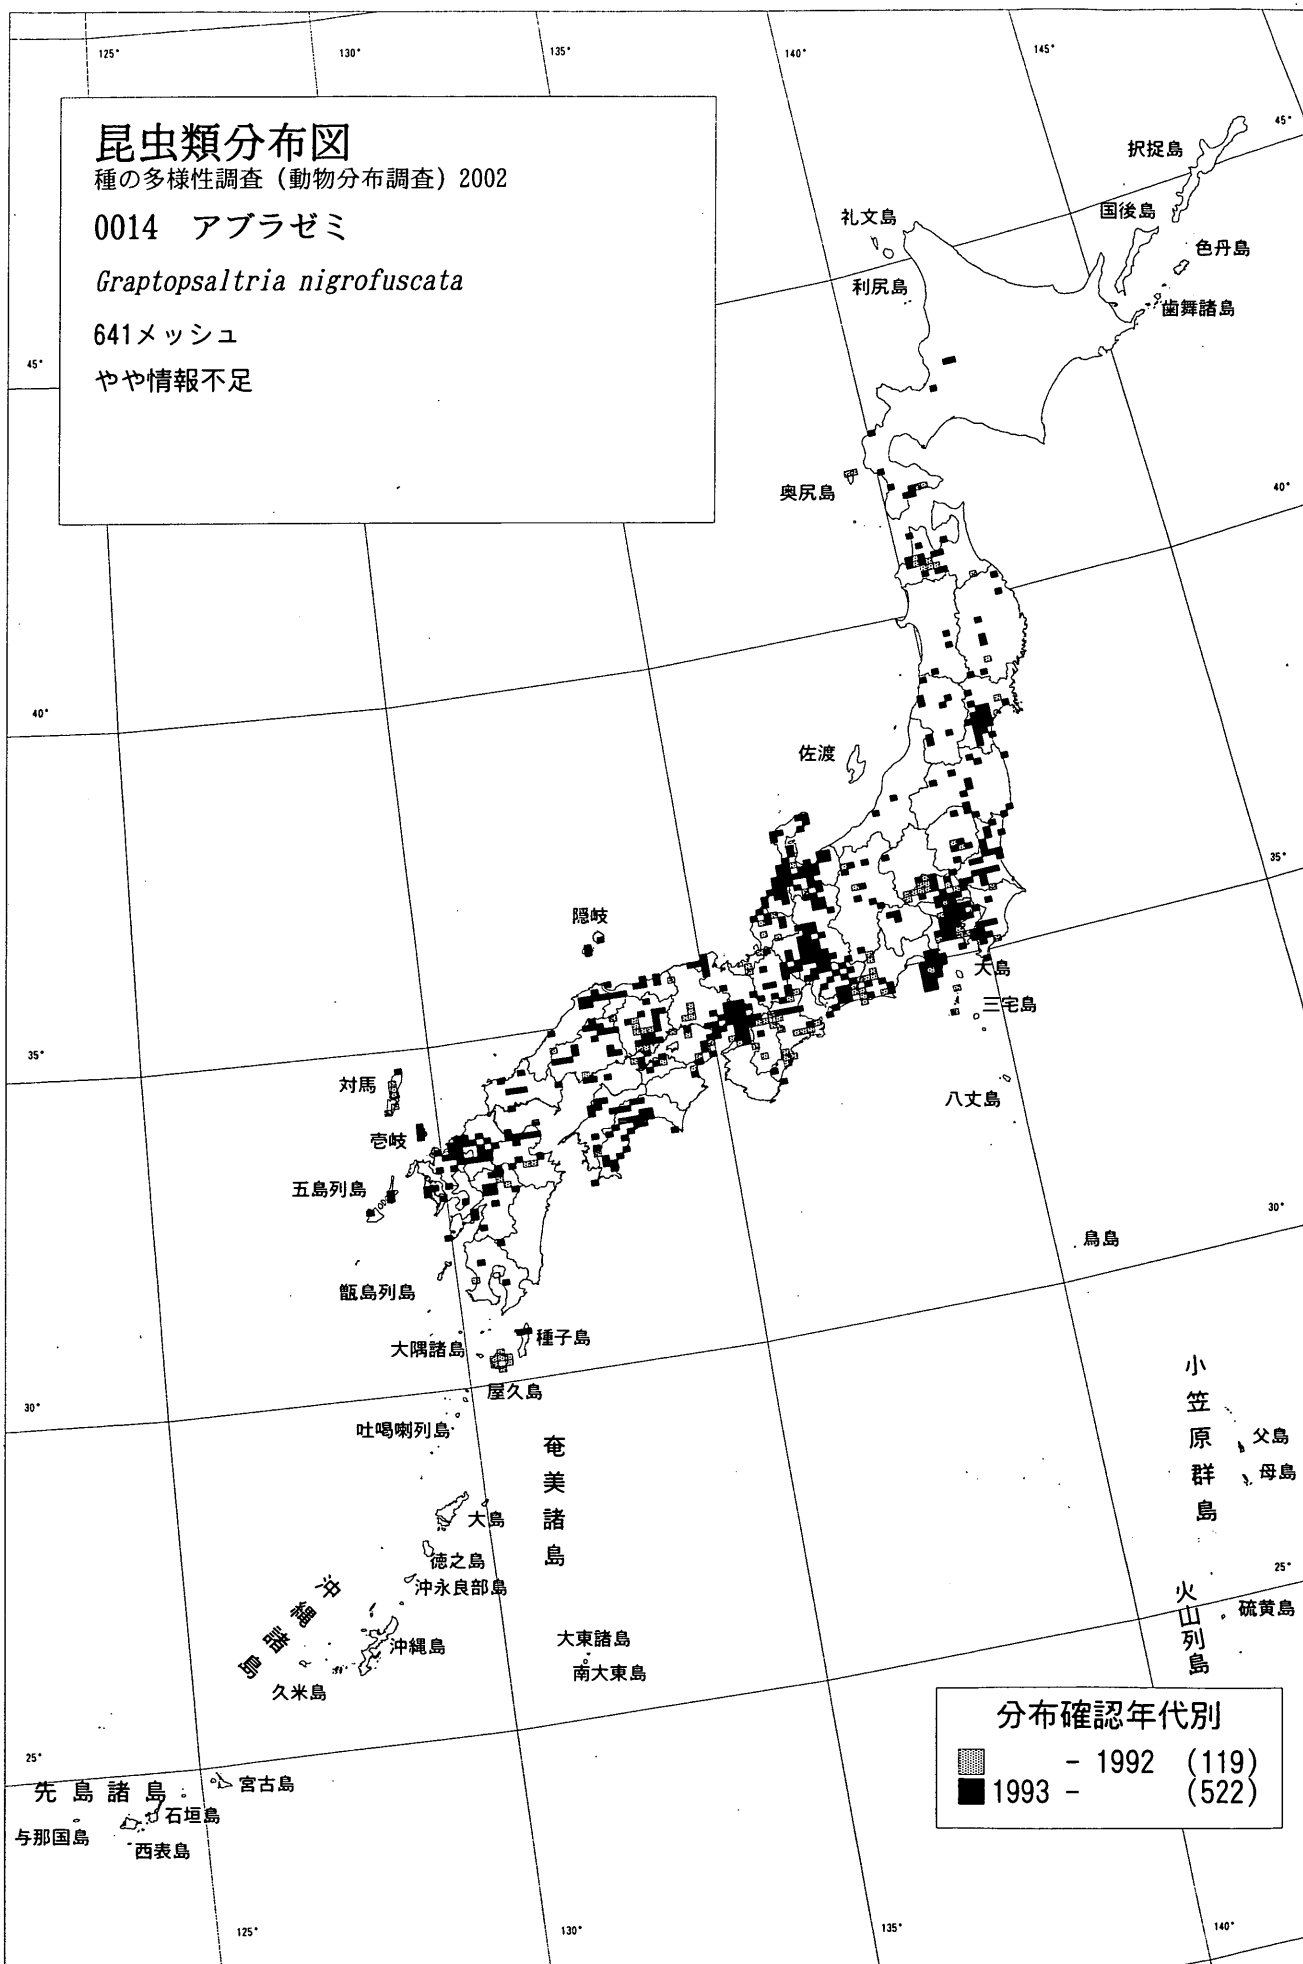 125°
130°
135°
140°
145°
昆虫類分布図
種の多様性調査（動物分布調査）2002
0014　アブラゼミ
Graptopsaltria nigrofuscata
641メッシュ
やや情報不足
45°
択捉島
礼文島
国後島
色丹島
利尻島
歯舞諸島
45°
奥尻島
40°
40°
佐渡
35°
隠岐
大島
三宅島
35°
対馬
八丈島
壱岐
五島列島
30°
鳥島
甑島列島
大隅諸島
種子島
屋久島
30°
吐喝喇列島
奄美諸島
小笠原群島
父島
母島
大島
徳之島
沖永良部島
沖縄諸島
25°
火山列島
硫黄島
沖縄島
大東諸島
久米島
南大東島
分布確認年代別
- 1992 (119)
1993 - (522)
25°
先島諸島
宮古島
石垣島
与那国島
西表島
125°
130°
135°
140°